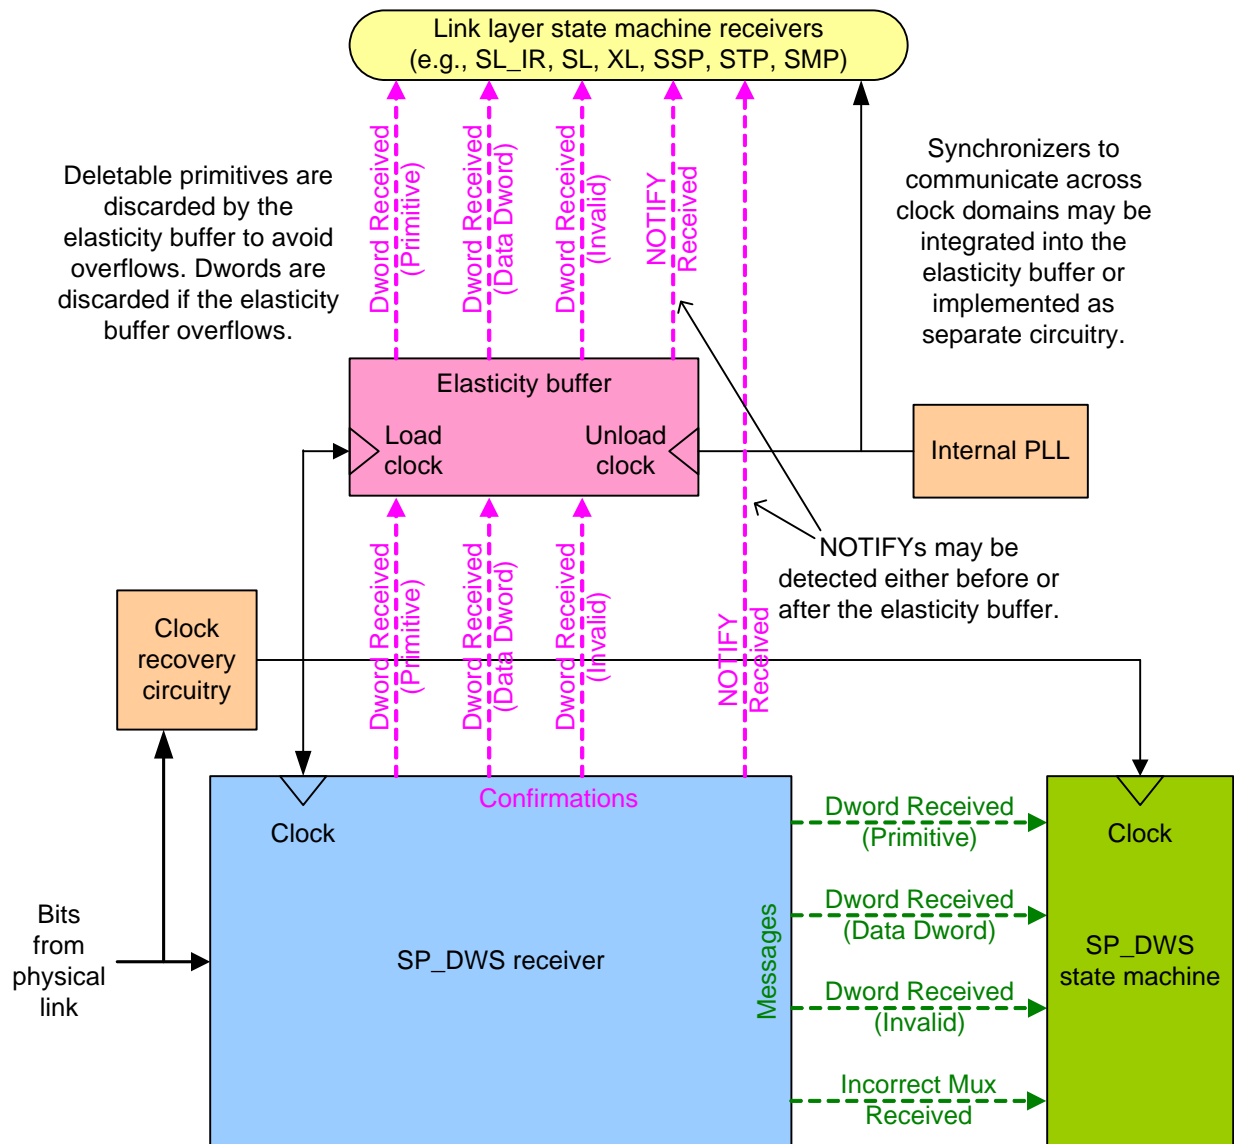 Link layer state machine receivers
(e.g., SL_IR, SL, XL, SSP, STP, SMP)
Deletable primitives are
discarded by the
elasticity buffer to avoid
overflows. Dwords are
discarded if the elasticity
buffer overflows.
Dword Received
(Primitive)
Dword Received
(Data Dword)
Dword Received
(Invalid)
NOTIFY
Received
Synchronizers to
communicate across
clock domains may be
integrated into the
elasticity buffer or
implemented as
separate circuitry.
Elasticity buffer
Load
clock
Unload
clock
Internal PLL
Dword Received
(Primitive)
Dword Received
(Data Dword)
Dword Received
(Invalid)
NOTIFY
Received
NOTIFYs may be
detected either before or
after the elasticity buffer.
Clock
recovery
circuitry
Confirmations
Clock
Bits
from
physical
link
SP_DWS receiver
Messages
Dword Received
(Primitive)
Dword Received
(Data Dword)
Dword Received
(Invalid)
Incorrect Mux
Received
Clock
SP_DWS
state machine